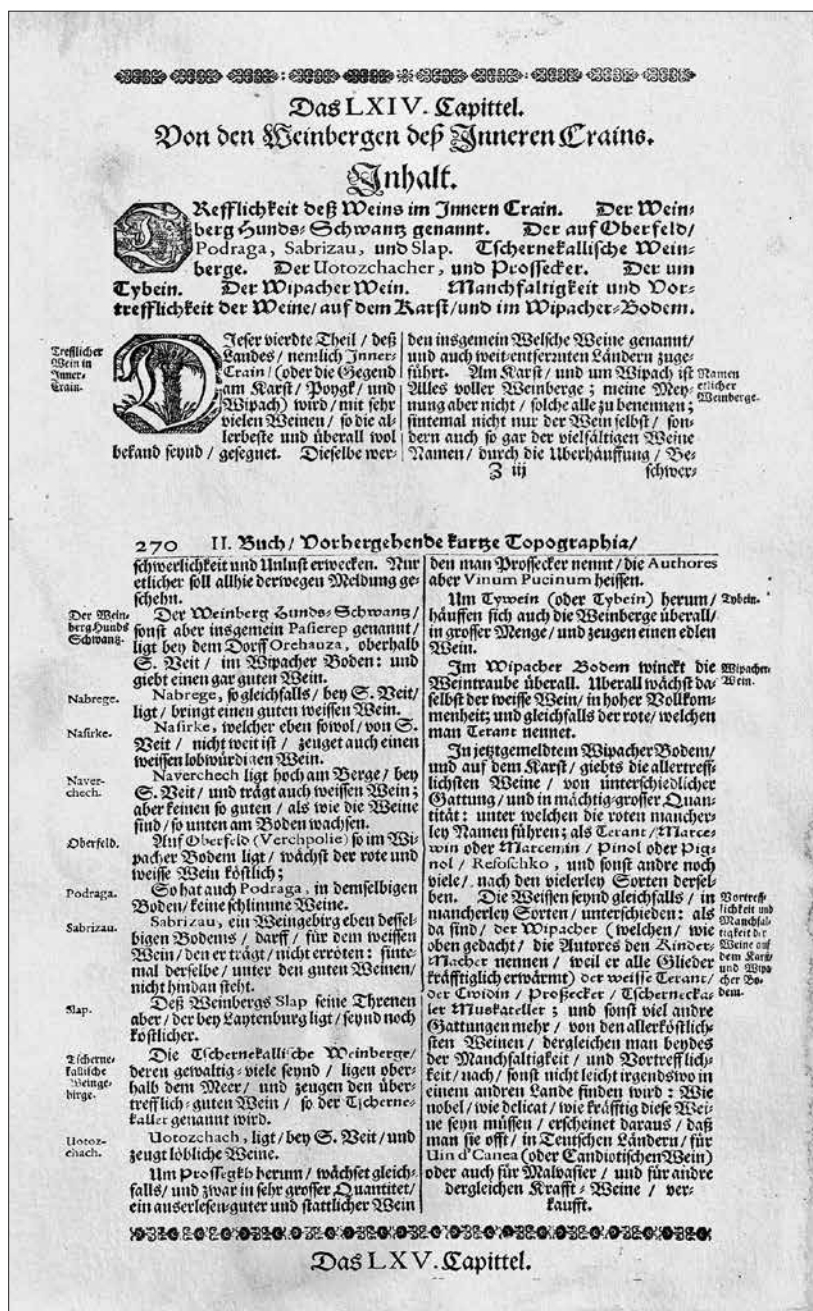 Das LXIV. Capittel.
Von den Weinbergen deß Inneren Crains.
Inhalt.
TRefflichkeit deß Weins im Innern Crain. Der Wein-
berg Hunds-Schwantz genannt. Der auf Oberfeld/
Podraga, Sabrizau, und Slap. Tschernekallische Wein-
berge. Der Uotozchacher, und Prossecker. Der um
Tybein. Der Wipacher Wein. Manchfaltigkeit und Vor-
trefflichkeit der Weine/ auf dem Karst/ und im Wipacher-Bodem.
Trefflicher
Wein in
Inner-
Crain.
DIeser vierdte Theil / deß
Landes / nemlich Inner-
Crain / (oder die Gegend
am Karst / Poygk / und
Wipach) wird / mit sehr
vielen Weinen / so die al-
lerbeste und überall wol
bekand seynd / gesegnet. Dieselbe wer-
den insgemein Welsche Weine genannt/
und auch weit-entfernten Ländern zuge-
führt. Am Karst / und um Wipach ist
Alles voller Weinberge ; meine Mey-
nung aber nicht / solche alle zu benennen ;
sintemal nicht nur der Wein selbst / son-
dern auch so gar der vielfältigen Weine
Namen / durch die Uberhäuffung / Be-
Namen
etlicher
Weinberge.
Z iij
schwer-
270 II. Buch / Vorhergehende kurtze Topographia /
schwerlichkeit und Unlust erwecken. Nur
etlicher soll allhie derwegen Meldung ge-
schehn.
Der Wein-
berg Hunds
Schwantz.
Der Weinberg Hunds-Schwantz /
sonst aber insgemein Pasierep genannt /
ligt bey dem Dorff Orehauza, oberhalb
S. Veit / im Wipacher Boden : und
giebt einen gar guten Wein.
Nabrege.
Nabrege, so gleichfalls / bey S. Veit /
ligt / bringt einen guten weissen Wein.
Nasirke.
Nasirke, welcher eben sowol / von S.
Veit / nicht weit ist / zeuget auch einen
weissen lobwürdigen Wein.
Naver-
chech.
Naverchech ligt hoch am Berge / bey
S. Veit / und trägt auch weissen Wein ;
aber keinen so guten / als wie die Weine
sind / so unten am Boden wachsen.
Oberfeld.
Auf Oberfeld (Verchpolie) so im Wi-
pacher Bodem ligt / wächst der rote und
weisse Wein köstlich ;
Podraga.
So hat auch Podraga, in demselbigen
Boden / keine schlimme Weine.
Sabrizau.
Sabrizau, ein Weingebirg eben dessel-
bigen Bodems / darff / für dem weissen
Wein / den er trägt / nicht erröten : sinte-
mal derselbe / unter den guten Weinen /
nicht hindan steht.
Slap.
Deß Weinbergs Slap seine Threnen
aber / der bey Laytenburg ligt / seynd noch
köstlicher.
Tscherne-
kallische
Weinge-
birge.
Die Tschernekallische Weinberge /
deren gewaltig-viele seynd / ligen ober-
halb dem Meer / und zeugen den über-
trefflich-guten Wein / so der Tscherne-
kaller genannt wird.
Uotoz-
chach.
Uotozchach, ligt / bey S. Veit / und
zeugt löbliche Weine.
Um Prossegkh herum / wächset gleich-
falls / und zwar in sehr grosser Quantitet /
ein auserlesen-guter und stattlicher Wein
den man Prossecker nennt / die Authores
aber Vinum Pucinum heissen.
Um Tywein (oder Tybein) herum /
häuffen sich auch die Weinberge überall /
in grosser Menge / und zeugen einen edlen
Wein.
Tybein.
Im Wipacher Bodem winckt die
Weintraube überall. Uberall wächst da-
selbst der weisse Wein / in hoher Vollkom-
menheit; und gleichfalls der rote / welchen
man Terant nennet.
Wipacher
Wein.
In jetztgemeldtem Wipacher Bodem /
und auf dem Karst / giebts die allertreff-
lichsten Weine / von unterschiedlicher
Gattung / und in mächtig-grosser Quan-
tität : unter welchen die roten mancher-
ley Namen führen ; als Terant / Marce-
win oder Marcemin / Pinol oder Pig-
nol / Refoschko, und sonst andre noch
viele / nach den vielerley Sorten dersel-
ben. Die Weissen seynd gleichfalls / in
mancherley Sorten / unterschieden : als
da sind / der Wipacher (welchen / wie
oben gedacht / die Autores den Kinder-
Macher nennen / weil er alle Glieder
kräfftiglich erwärmt) der weisse Terant /
der Cividin / Proßecker / Tschernecka-
ler Muskateller ; und sonst viel andre
Gattungen mehr / von den allerköstlich-
sten Weinen / dergleichen man beydes
der Manchfaltigkeit / und Vortrefflich-
keit / nach / sonst nicht leicht irgendswo in
einem andren Lande finden wird : Wie
nobel / wie delicat / wie kräfftig diese Wei-
ne seyn müssen / erscheinet daraus / daß
man sie offt / in Teutschen Ländern / für
Uin d'Canea (oder Candiotischen Wein)
oder auch für Malvasier / und für andre
dergleichen Krafft-Weine / ver-
kaufft.
Vortreff-
lichkeit und
Manchfal-
tigkeit der
Weine auf
dem Karst
und Wipa-
cher Bo-
dem.
Das LXV. Capittel.